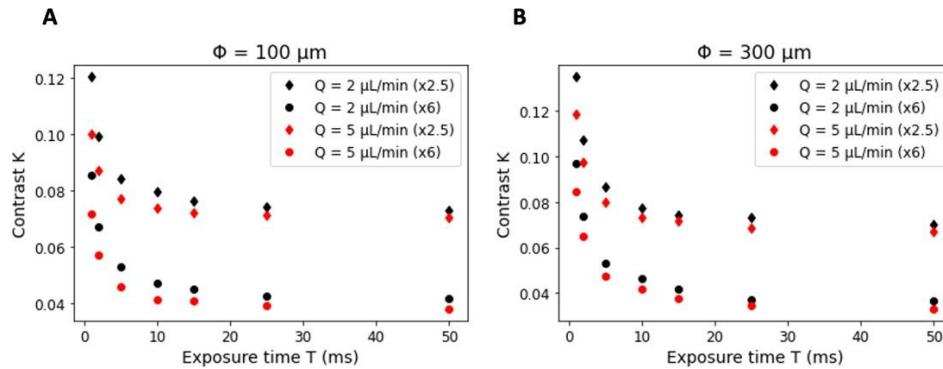 A
Φ = 100 μm
0.12
0.10
0.08
0.06
0.04
Contrast K
Q = 2 μL/min (x2.5)
Q = 2 μL/min (x6)
Q = 5 μL/min (x2.5)
Q = 5 μL/min (x6)
0
10
20
30
40
50
Exposure time T (ms)
B
Φ = 300 μm
0.12
0.10
0.08
0.06
0.04
Contrast K
Q = 2 μL/min (x2.5)
Q = 2 μL/min (x6)
Q = 5 μL/min (x2.5)
Q = 5 μL/min (x6)
0
10
20
30
40
50
Exposure time T (ms)